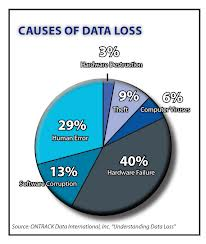 CAUSES OF DATA LOSS
3%
Hardware Destruction
9%
Theft
6%
Computer Viruses
29%
Human Error
40%
Hardware Failure
13%
Software Corruption
Source: ONTRACK Data International, Inc. "Understanding Data Loss"